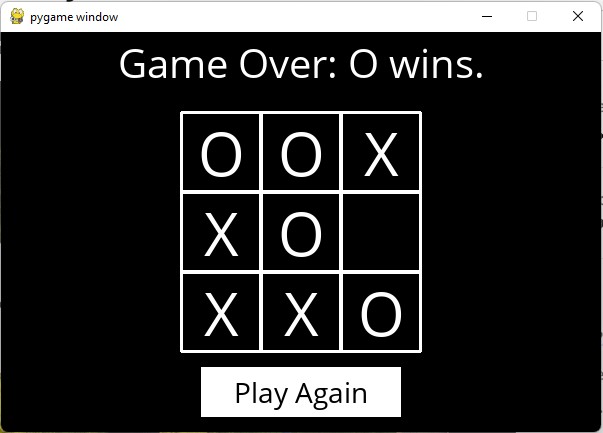 pygame window
Game Over: O wins.
O O X
X O
X X O
Play Again